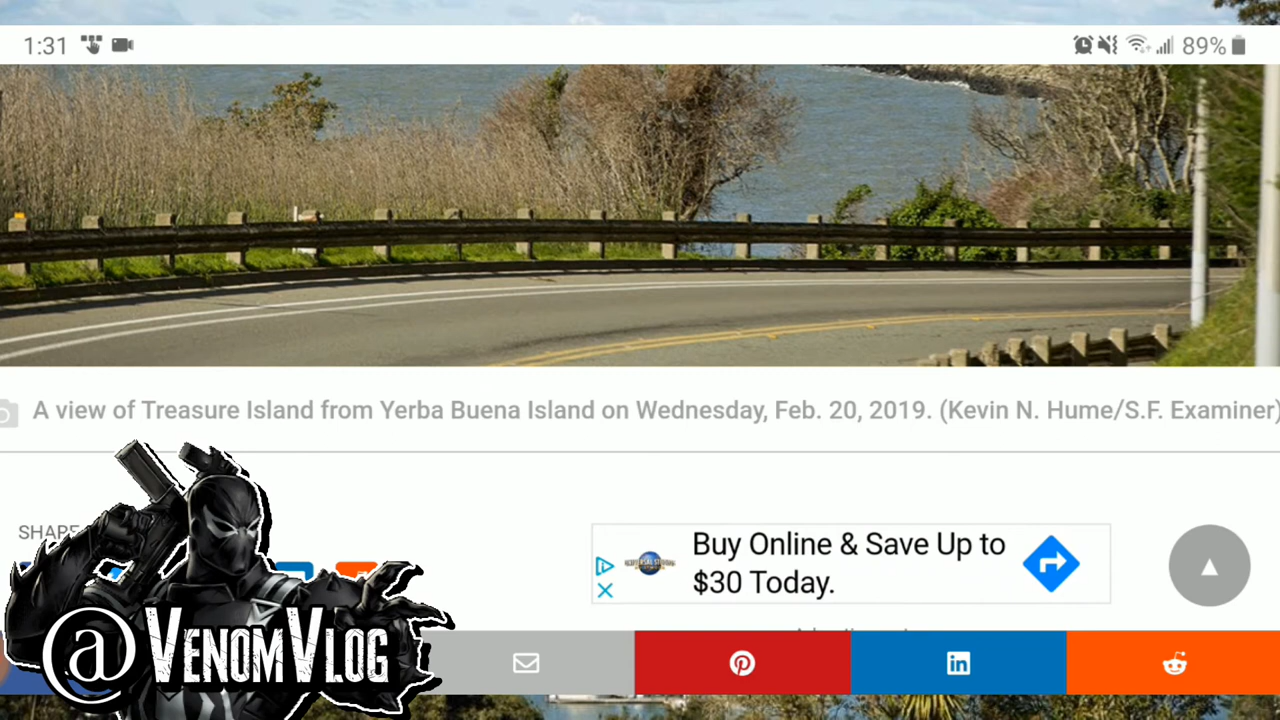 1:31
89%
A view of Treasure Island from Yerba Buena Island on Wednesday, Feb. 20, 2019. (Kevin N. Hume/S.F. Examiner)
SHARE
Buy Online & Save Up to
$30 Today.
@VENOMVLOG